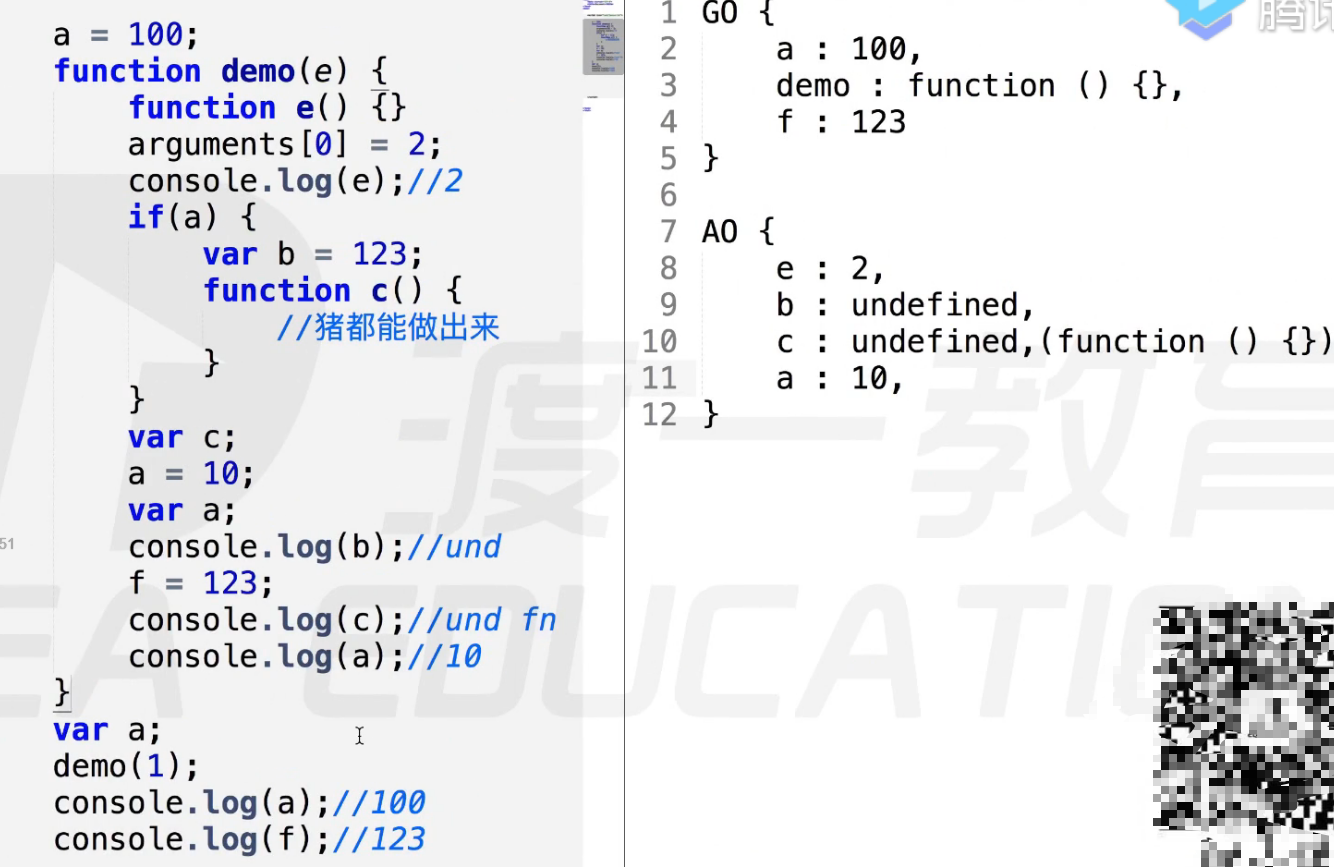 a = 100;
function demo(e) {
    function e() {}
    arguments[0] = 2;
    console.log(e);//2
    if(a) {
        var b = 123;
        function c() {
            //猪都能做出来
        }
    }
    var c;
    a = 10;
    var a;
    console.log(b);//und
    f = 123;
    console.log(c);//und fn
    console.log(a);//10
}
var a;
demo(1);
console.log(a);//100
console.log(f);//123
51
1 GO {
2     a : 100,
3     demo : function () {},
4     f : 123
5 }
6
7 AO {
8     e : 2,
9     b : undefined,
10     c : undefined,(function () {})
11     a : 10,
12 }
腾讯
渡一教育
EA EDUCATION